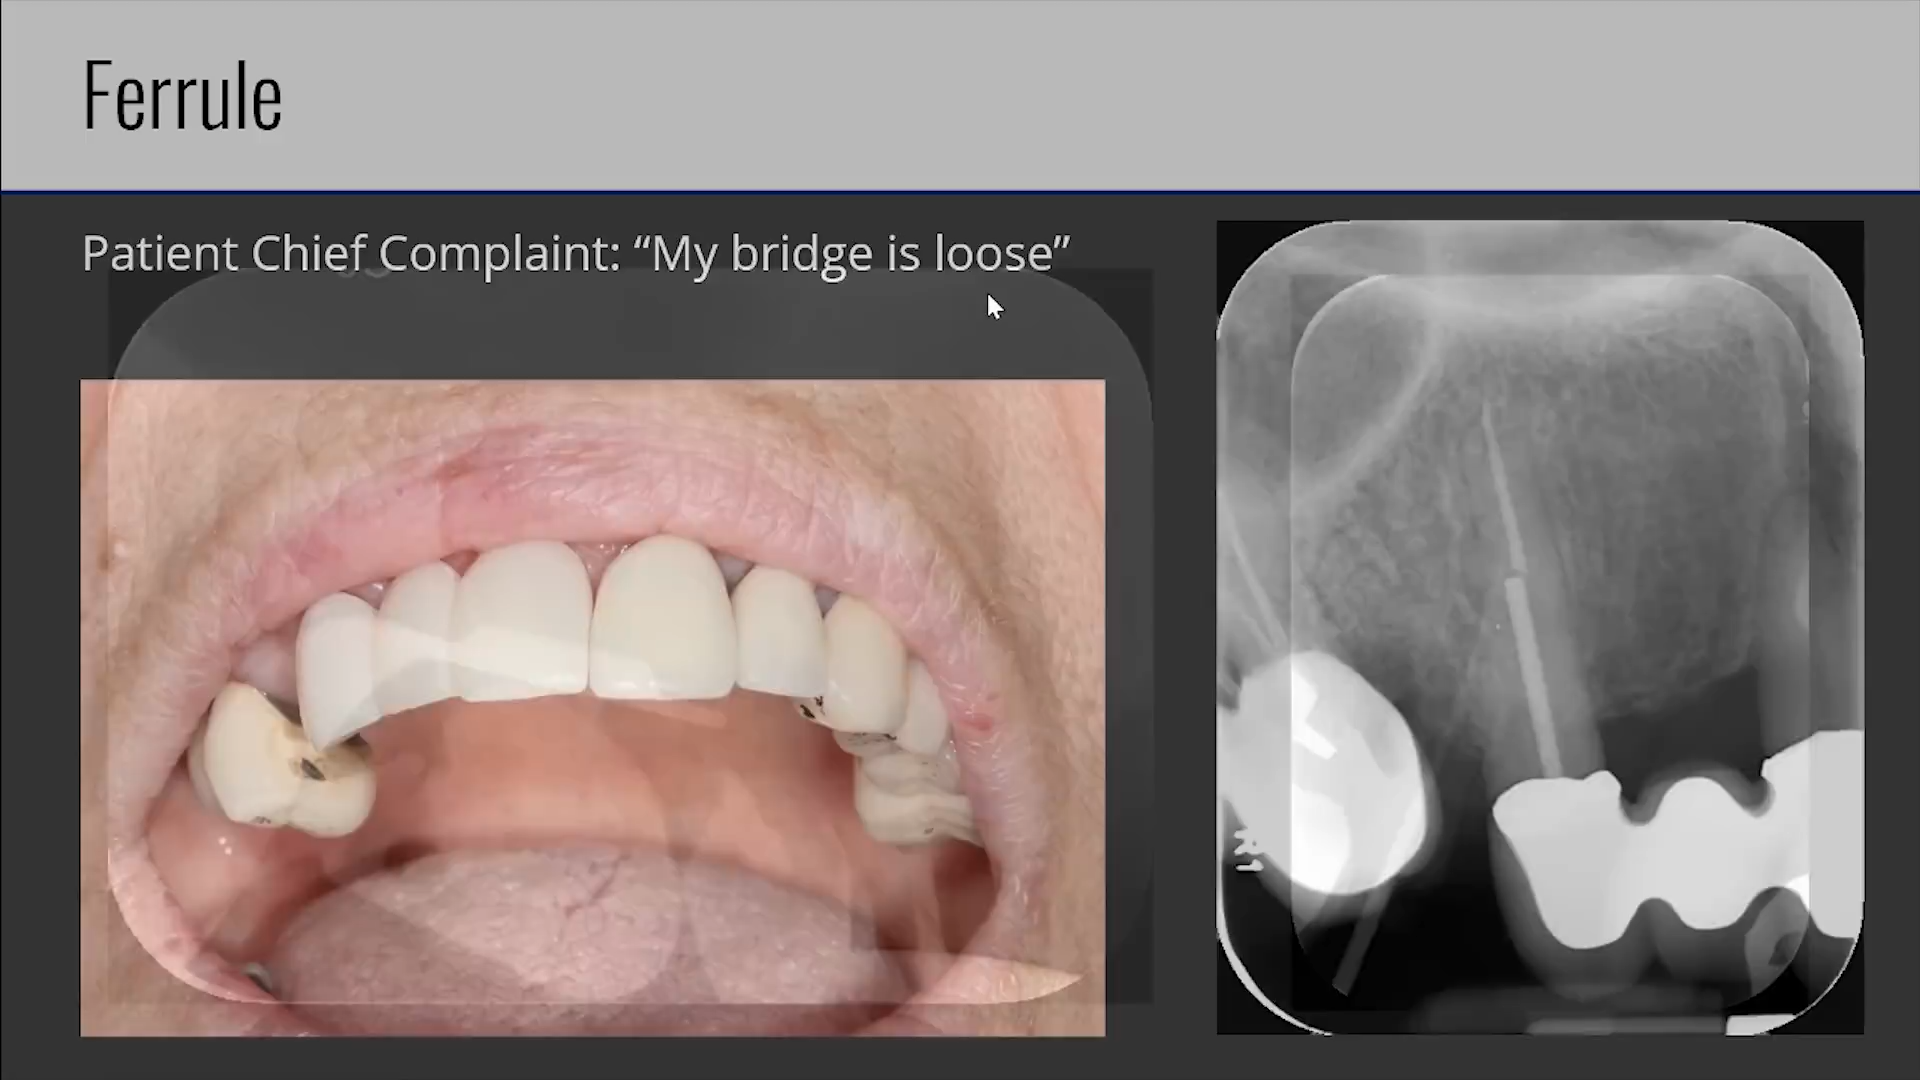 Ferrule
Patient Chief Complaint: “My bridge is loose”